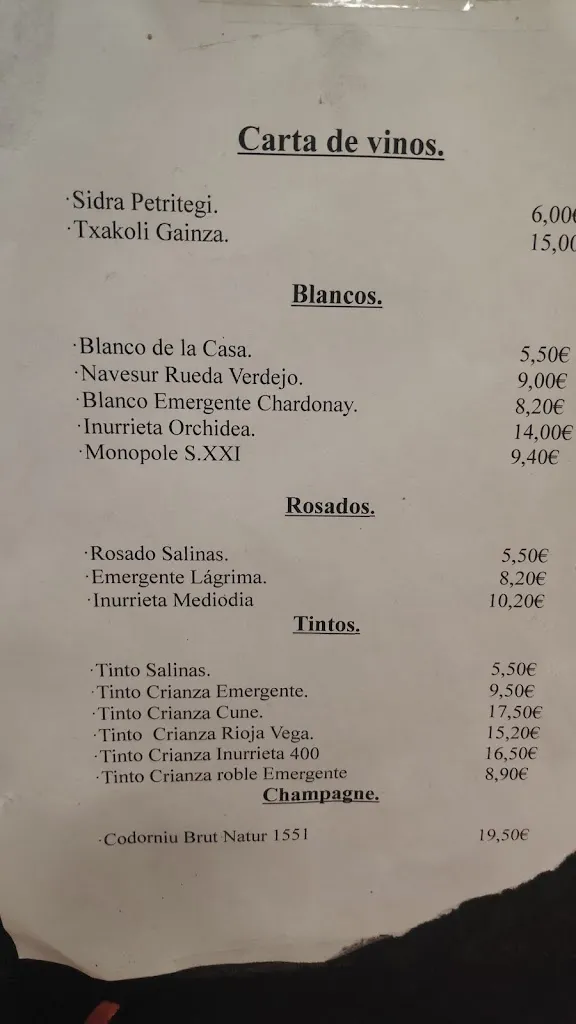 Carta de vinos.
·Sidra Petritegi. 6,00€
·Txakoli Gainza. 15,00
Blancos.
·Blanco de la Casa. 5,50€
·Navesur Rueda Verdejo. 9,00€
·Blanco Emergente Chardonay. 8,20€
·Inurrieta Orchidea. 14,00€
·Monopole S.XXI 9,40€
Rosados.
·Rosado Salinas. 5,50€
·Emergente Lágrima. 8,20€
·Inurrieta Mediodia 10,20€
Tintos.
·Tinto Salinas. 5,50€
·Tinto Crianza Emergente. 9,50€
·Tinto Crianza Cune. 17,50€
·Tinto Crianza Rioja Vega. 15,20€
·Tinto Crianza Inurrieta 400 16,50€
·Tinto Crianza roble Emergente 8,90€
Champagne.
·Codorniu Brut Natur 1551 19,50€